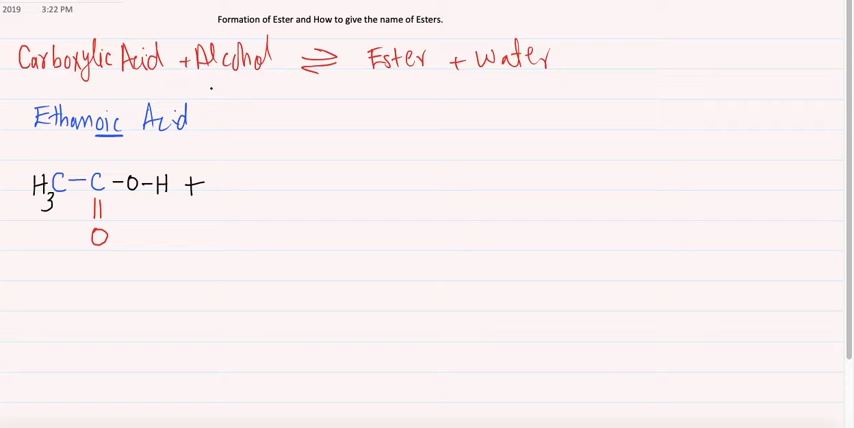 2019 3:22 PM
Formation of Ester and How to give the name of Esters.
Carboxylic Acid + Alcohol ⇌ Ester + Water
Ethanoic Acid
H3C—C—O—H +
||
O